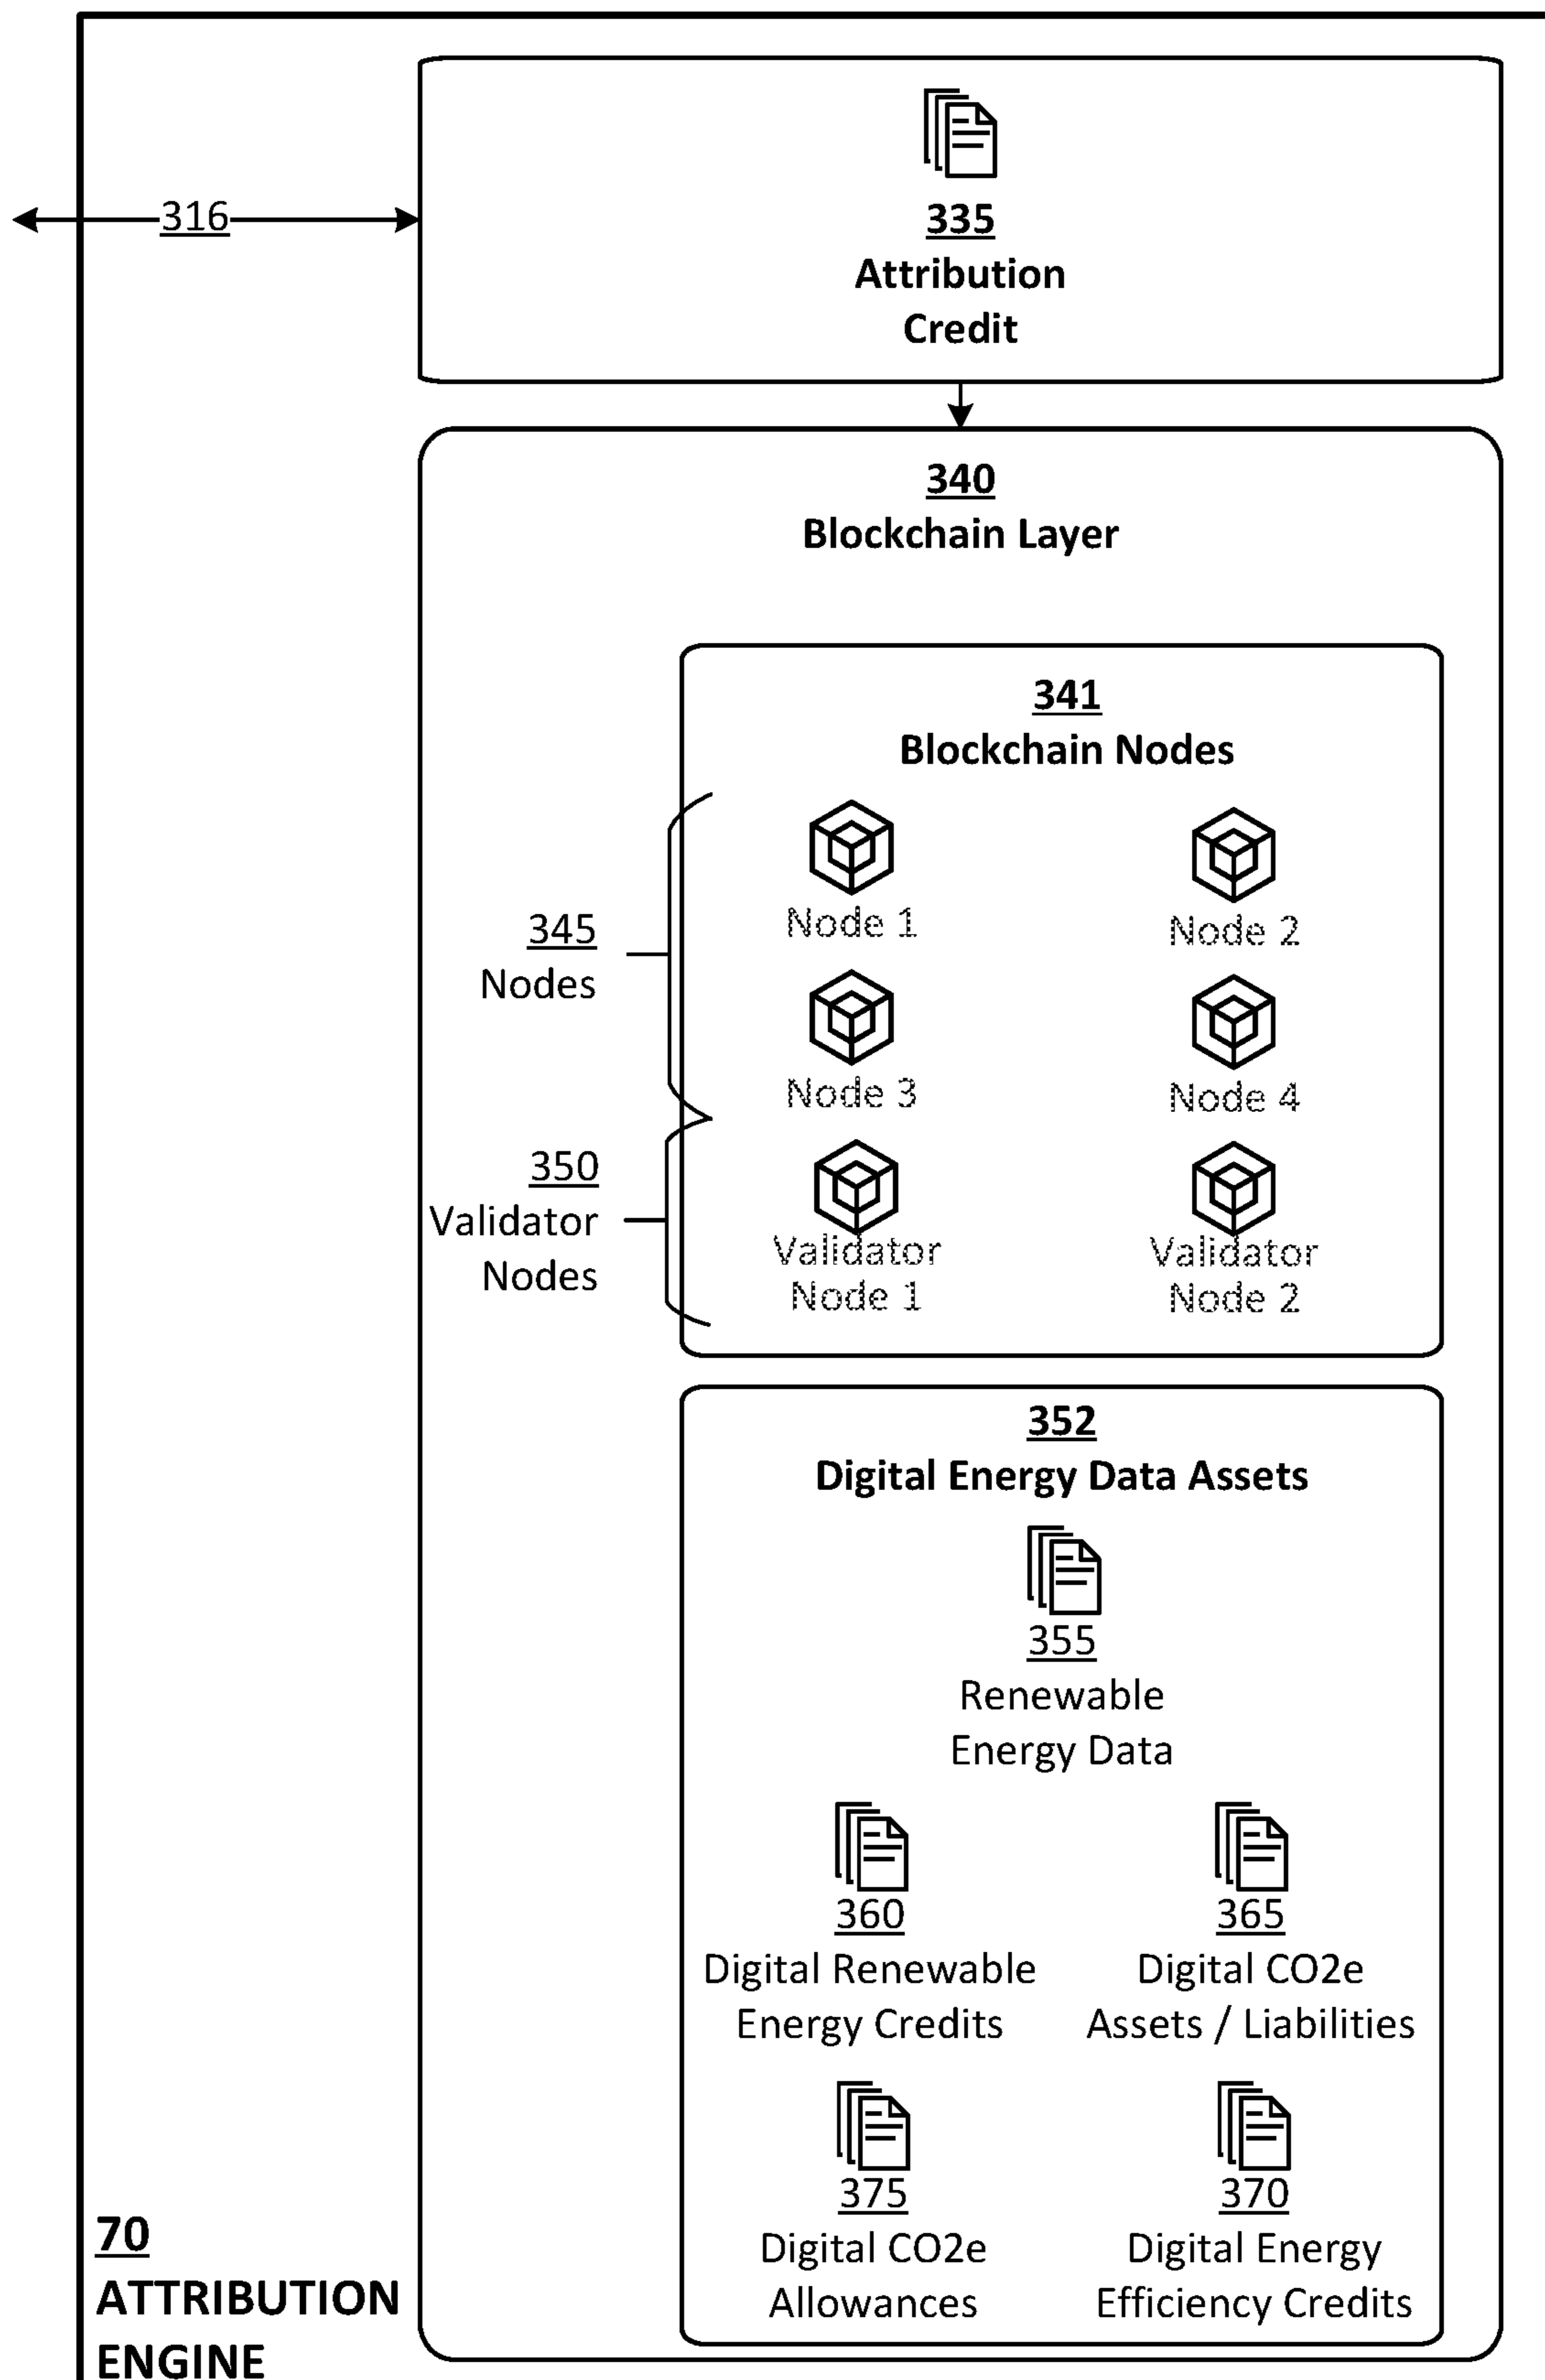 335
Attribution
Credit
316
340
Blockchain Layer
341
Blockchain Nodes
Node 1
Node 2
345
Nodes
Node 3
Node 4
350
Validator
Nodes
Validator
Node 1
Validator
Node 2
352
Digital Energy Data Assets
355
Renewable
Energy Data
360
Digital Renewable
Energy Credits
365
Digital CO2e
Assets / Liabilities
375
Digital CO2e
Allowances
370
Digital Energy
Efficiency Credits
70
ATTRIBUTION
ENGINE